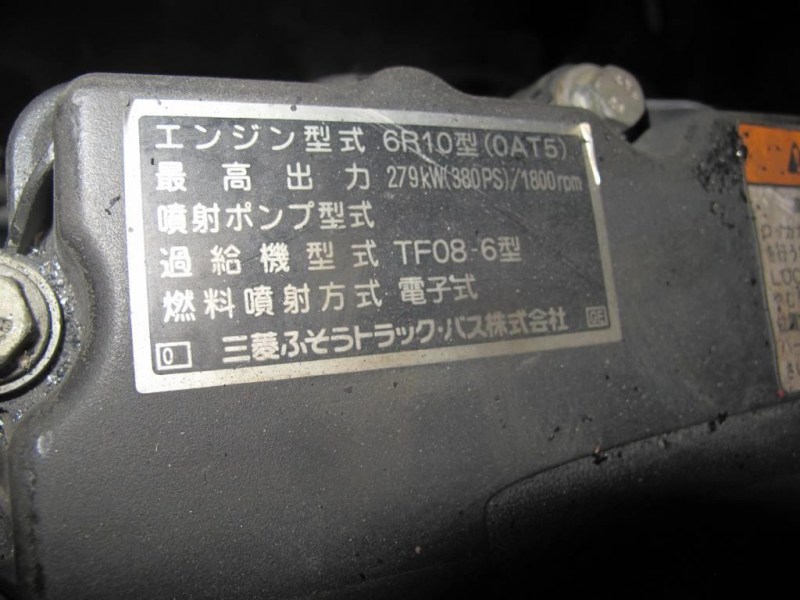 エンジン型式 6R10型(0AT5)
最高出力 279kW(380PS)/1800rpm
噴射ポンプ型式
過給機型式 TF08-6型
燃料噴射方式 電子式
0 三菱ふそうトラック・バス株式会社